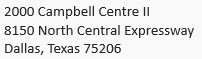 2000 Campbell Centre II
8150 North Central Expressway
Dallas, Texas 75206